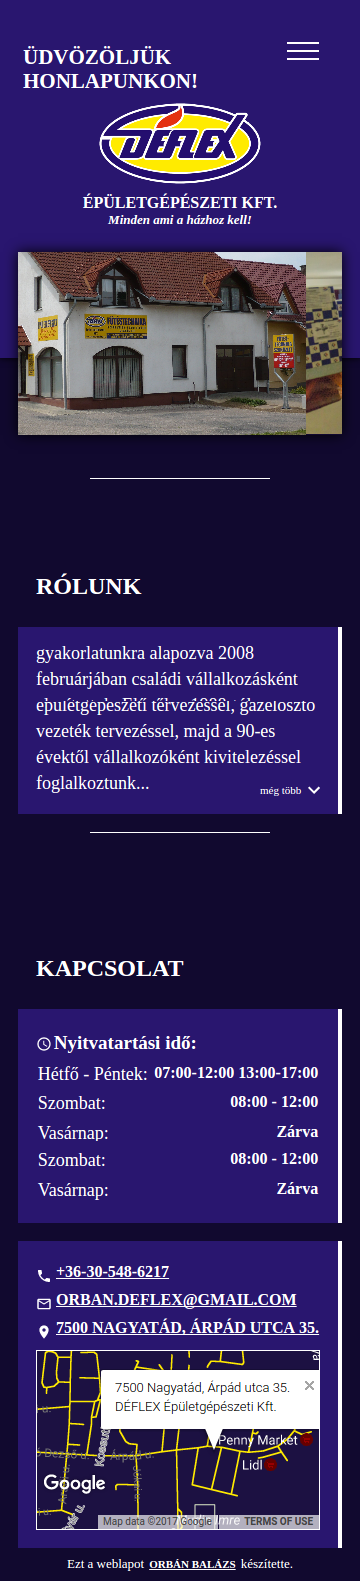 ÜDVÖZÖLJÜK
HONLAPUNKON!
DÉFLEX
ÉPÜLETGÉPÉSZETI KFT.
Minden ami a házhoz kell!
RÓLUNK
gyakorlatunkra alapozva 2008
februárjában családi vállalkozásként
épületgépészeti tervezéssel, gázelosztó
vezeték tervezéssel, majd a 90-es
évektől vállalkozóként kivitelezéssel
foglalkoztunk...
még több
KAPCSOLAT
Nyitvatartási idő:
Hétfő - Péntek: 07:00-12:00 13:00-17:00
Szombat: 08:00 - 12:00
Vasárnap: Zárva
Szombat: 08:00 - 12:00
Vasárnap: Zárva
+36-30-548-6217
ORBAN.DEFLEX@GMAIL.COM
7500 NAGYATÁD, ÁRPÁD UTCA 35.
7500 Nagyatád, Árpád utca 35.
DÉFLEX Épületgépészeti Kft.
Penny Market
Lidl
Google
Map data ©2017 Google
TERMS OF USE
Ezt a weblapot ORBÁN BALÁZS készítette.